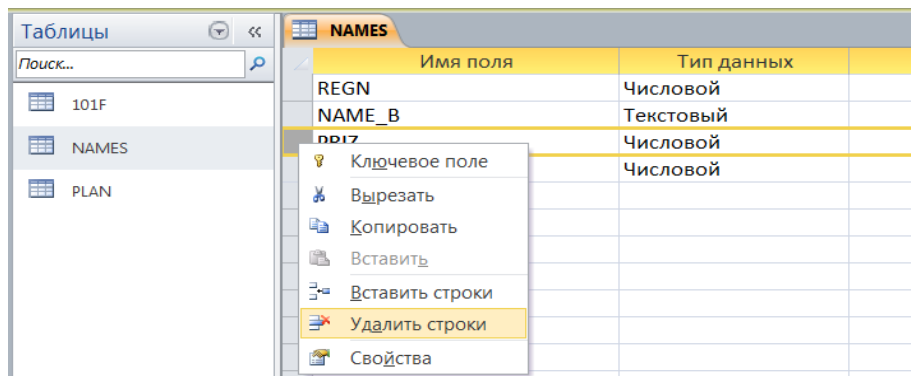 Таблицы
Поиск...
101F
NAMES
PLAN
NAMES
Имя поля Тип данных
REGN Числовой
NAME_B Текстовый
PRIZ Числовой
Числовой
Ключевое поле
Вырезать
Копировать
Вставить
Вставить строки
Удалить строки
Свойства